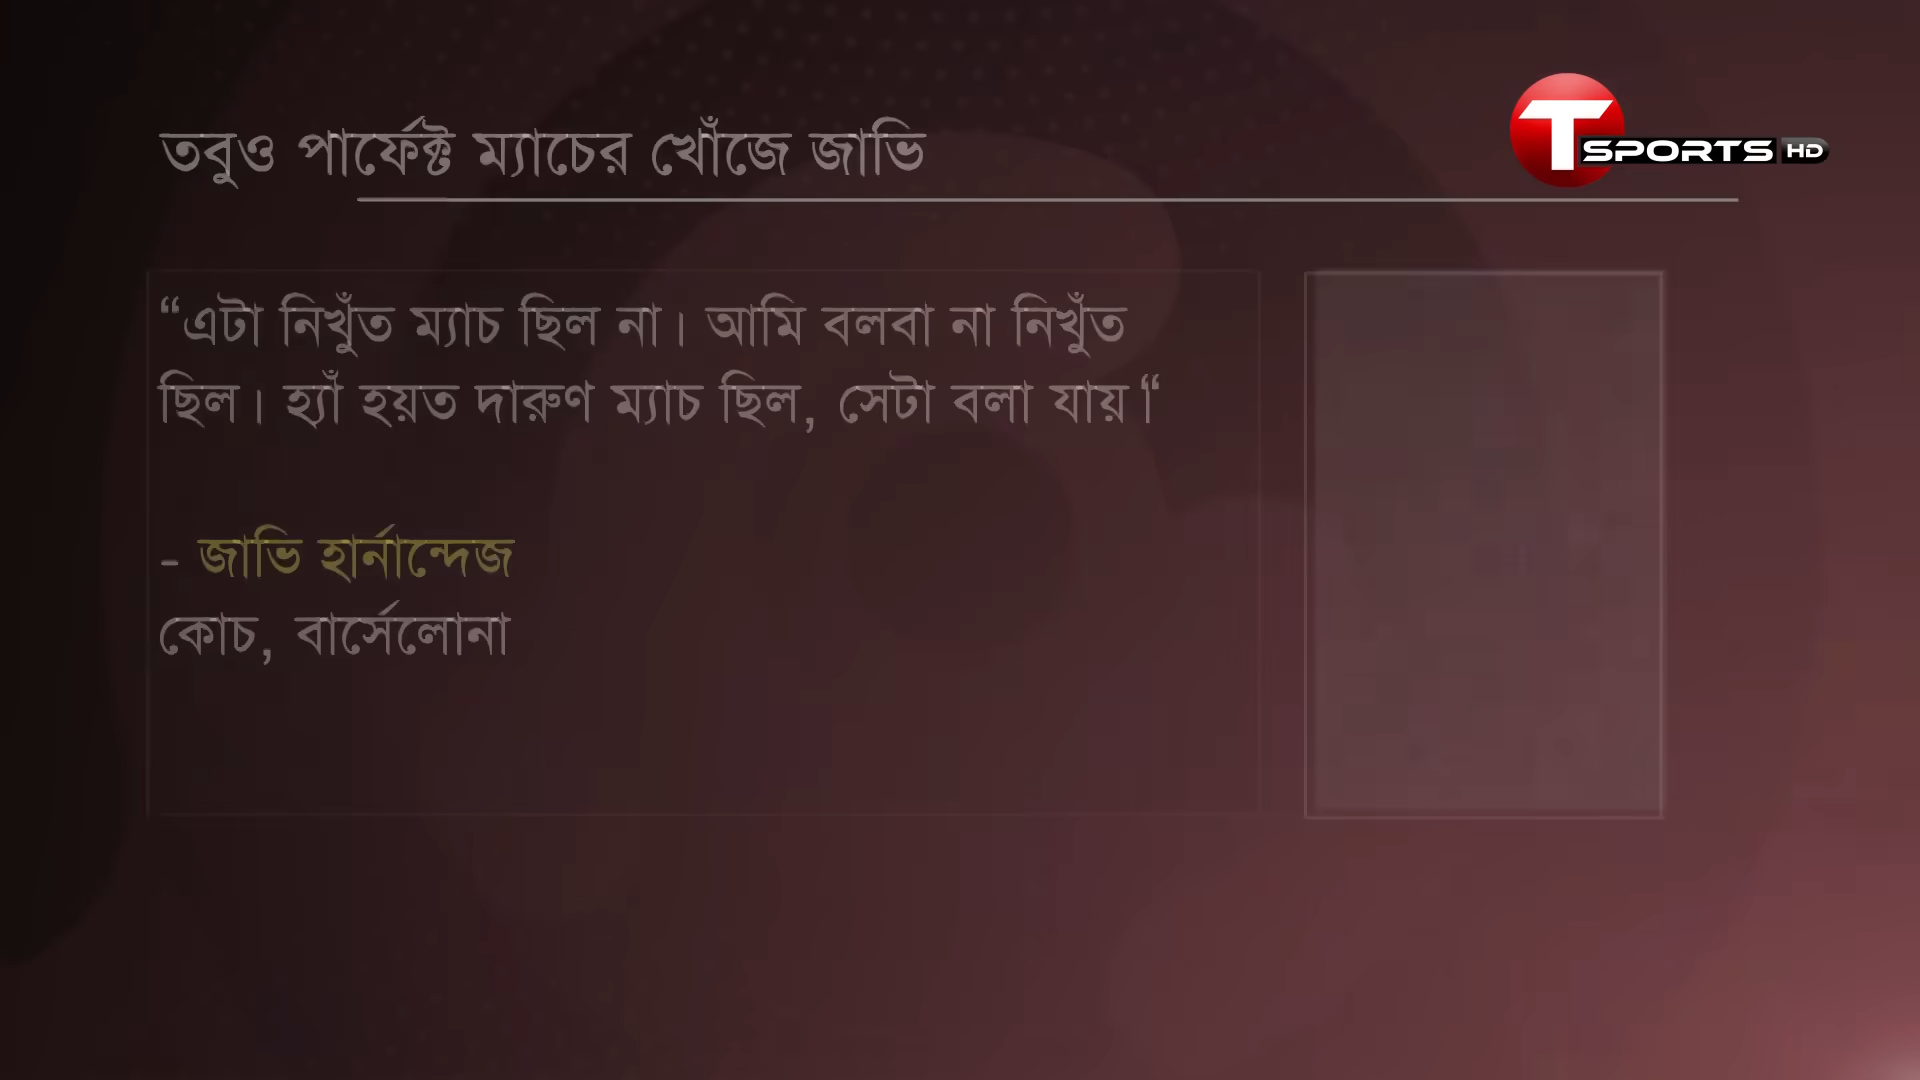 তবুও পার্ফেক্ট ম্যাচের খোঁজে জাভি
T SPORTS HD
“এটা নিখুঁত ম্যাচ ছিল না। আমি বলবা না নিখুঁত
ছিল। হ্যাঁ হয়ত দারুণ ম্যাচ ছিল, সেটা বলা যায়।“
- জাভি হার্নান্দেজ
কোচ, বার্সেলোনা